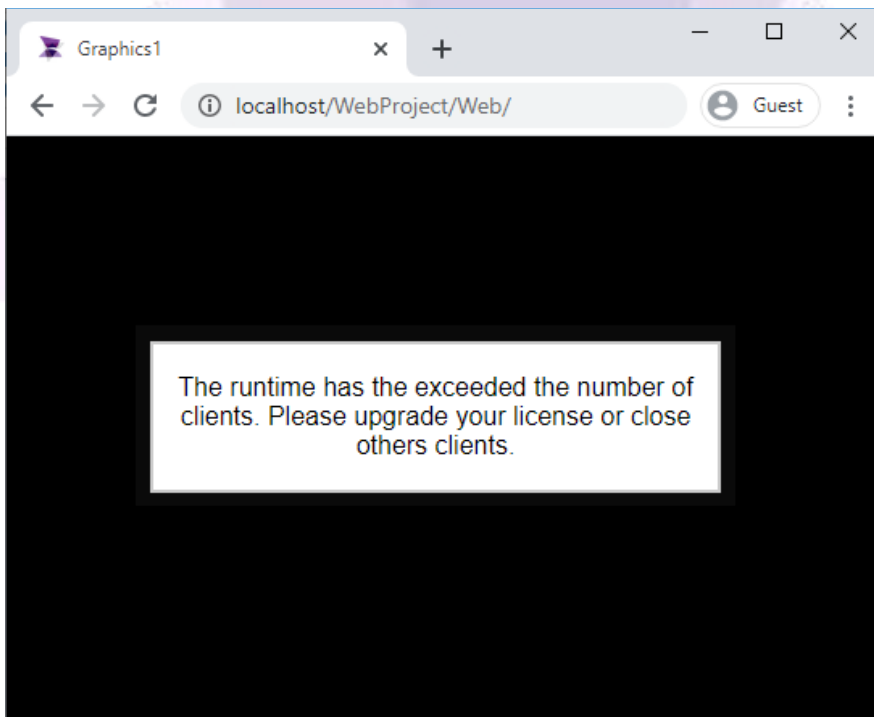 Graphics1
localhost/WebProject/Web/
Guest
The runtime has the exceeded the number of
clients. Please upgrade your license or close
others clients.